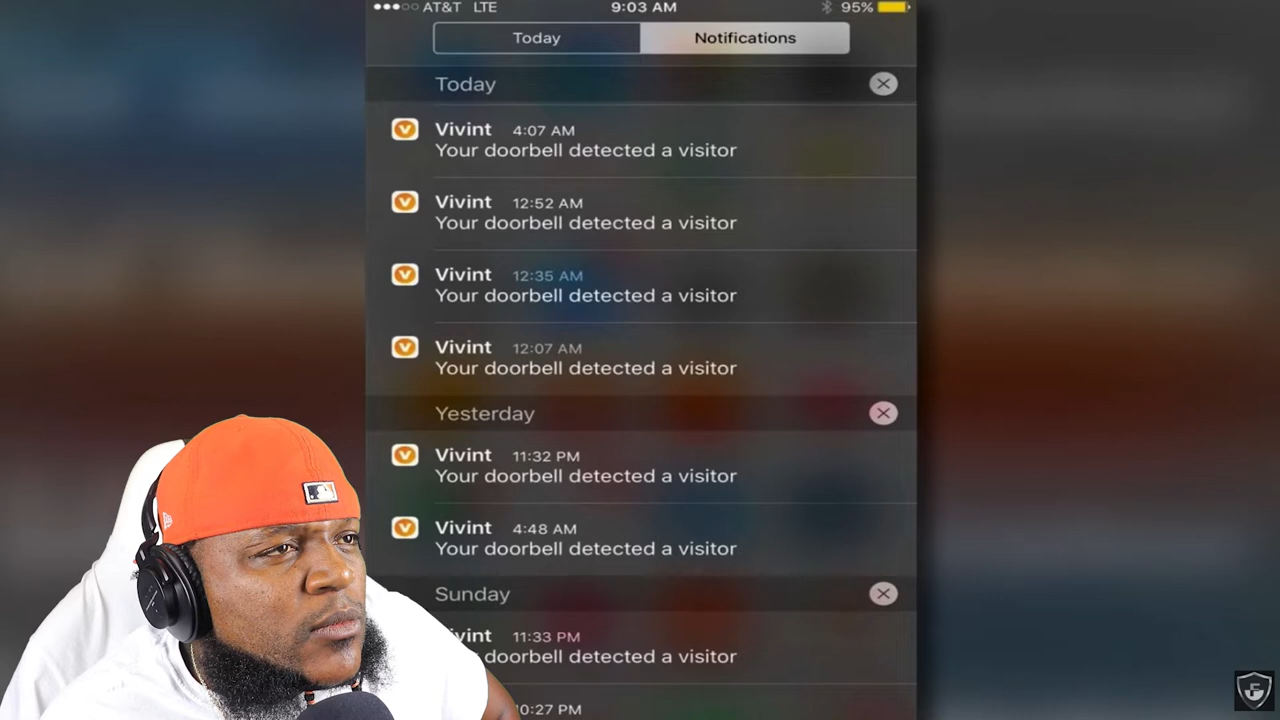 AT&T LTE 9:03 AM 95%
Today Notifications
Today
Vivint 4:07 AM
Your doorbell detected a visitor
Vivint 12:52 AM
Your doorbell detected a visitor
Vivint 12:35 AM
Your doorbell detected a visitor
Vivint 12:07 AM
Your doorbell detected a visitor
Yesterday
Vivint 11:32 PM
Your doorbell detected a visitor
Vivint 4:48 AM
Your doorbell detected a visitor
Sunday
ivint 11:33 PM
doorbell detected a visitor
10:27 PM